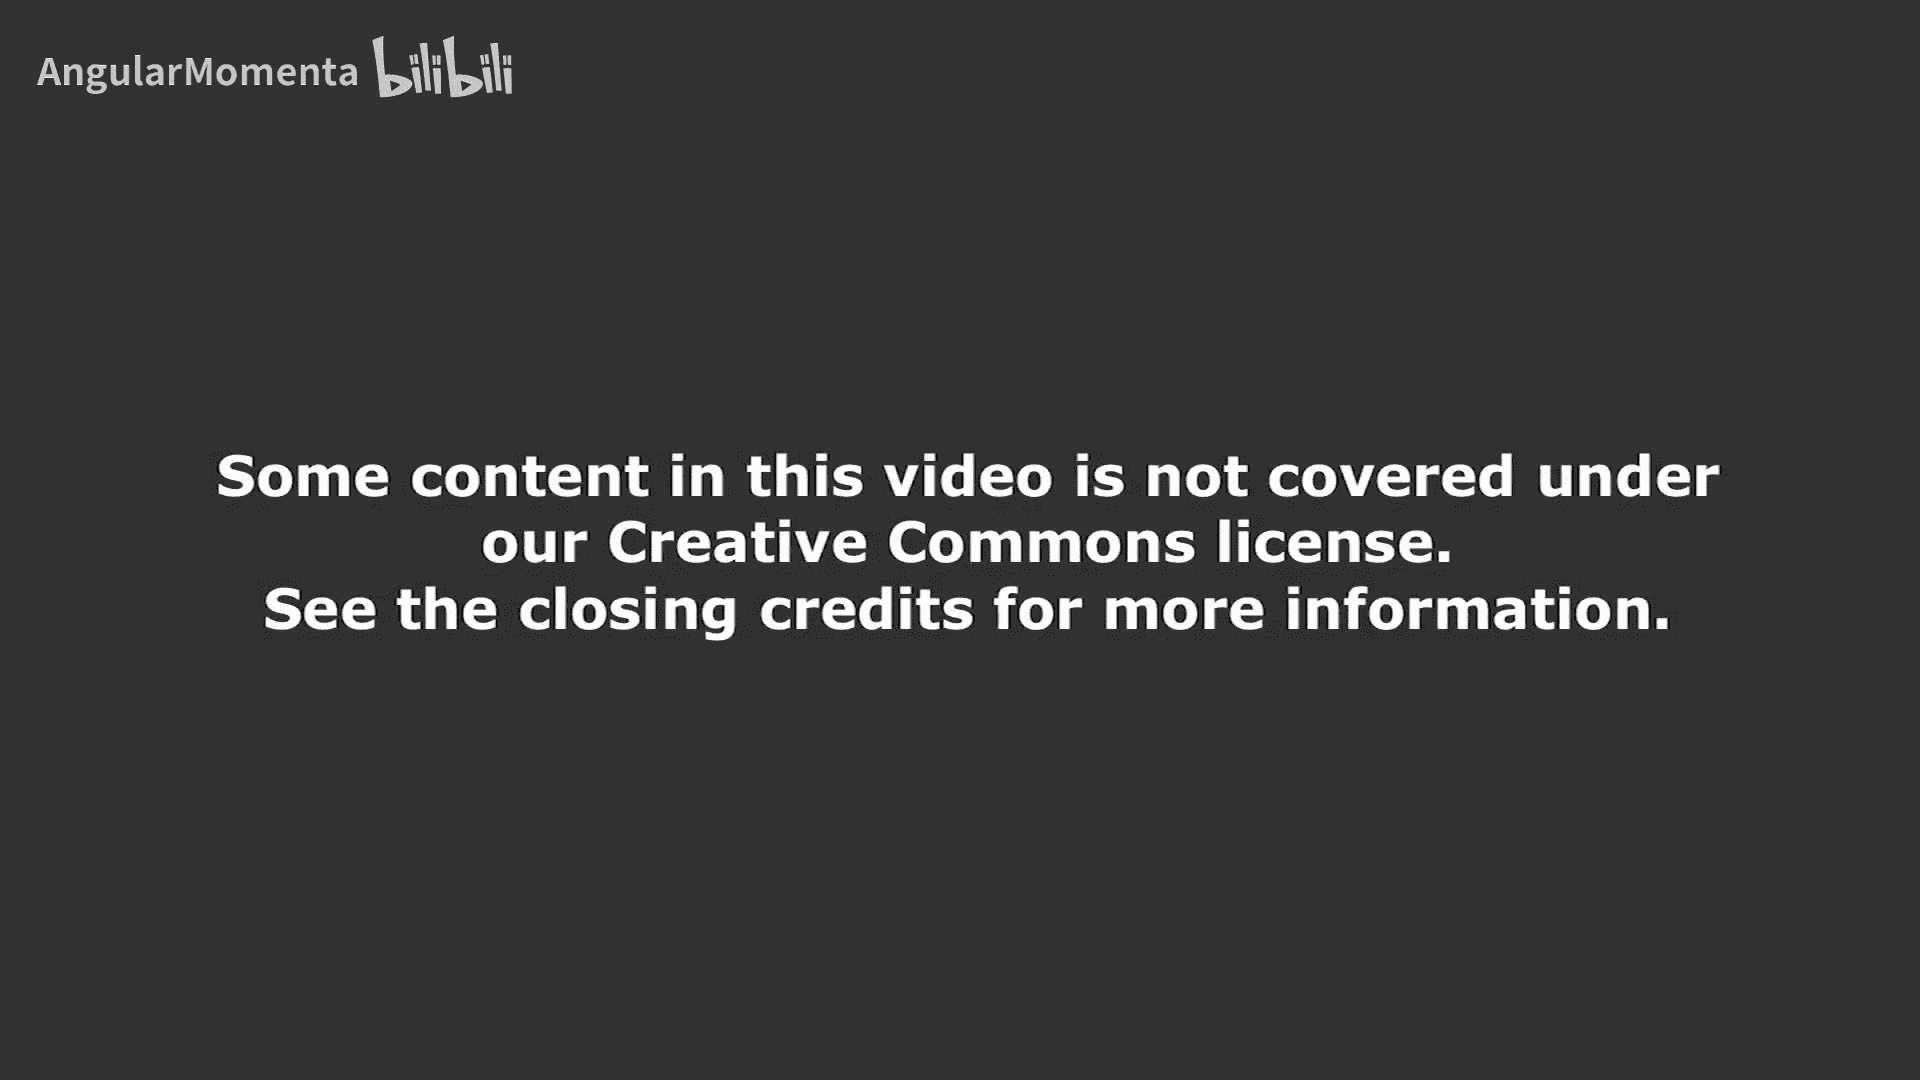 AngularMomenta bilibili
Some content in this video is not covered under
our Creative Commons license.
See the closing credits for more information.